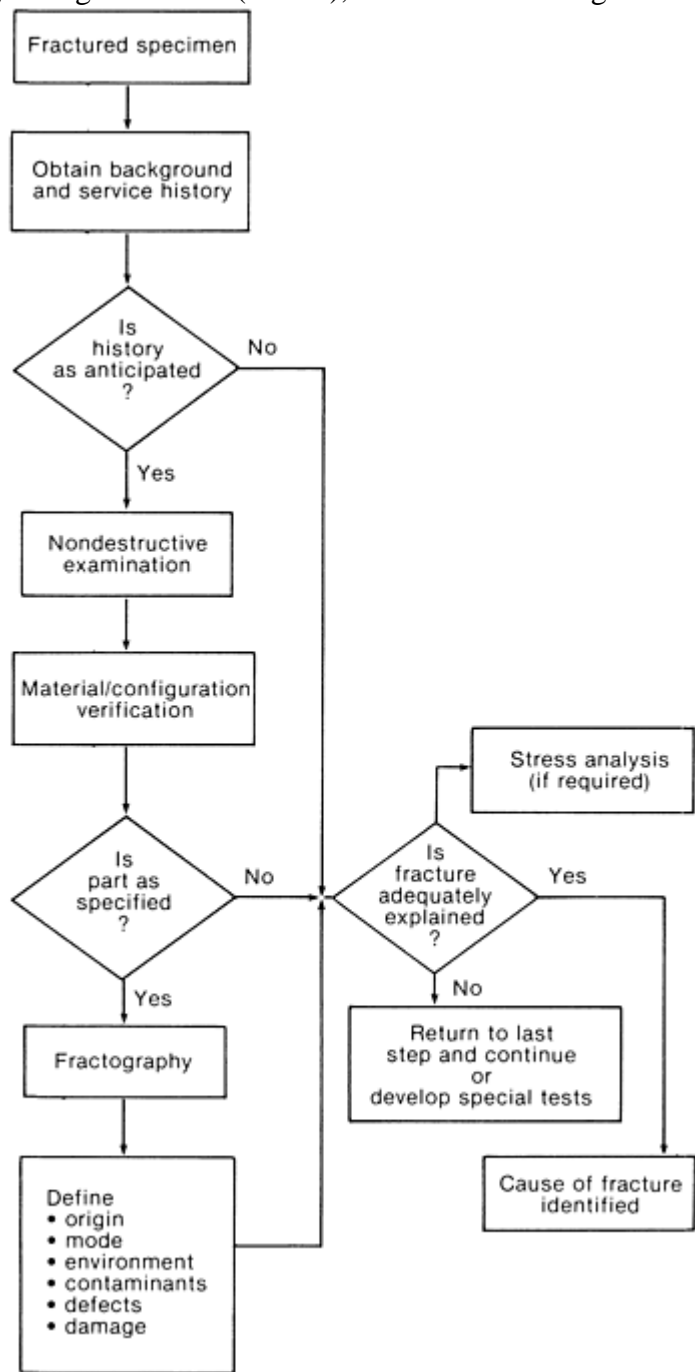 Fractured specimen
Obtain background
and service history
Is
history
as anticipated
?
No
Yes
Nondestructive
examination
Material/configuration
verification
Is
part as
specified
?
No
Yes
Fractography
Define
• origin
• mode
• environment
• contaminants
• defects
• damage
Stress analysis
(if required)
Is
fracture
adequately
explained
?
Yes
No
Return to last
step and continue
or
develop special tests
Cause of fracture
identified